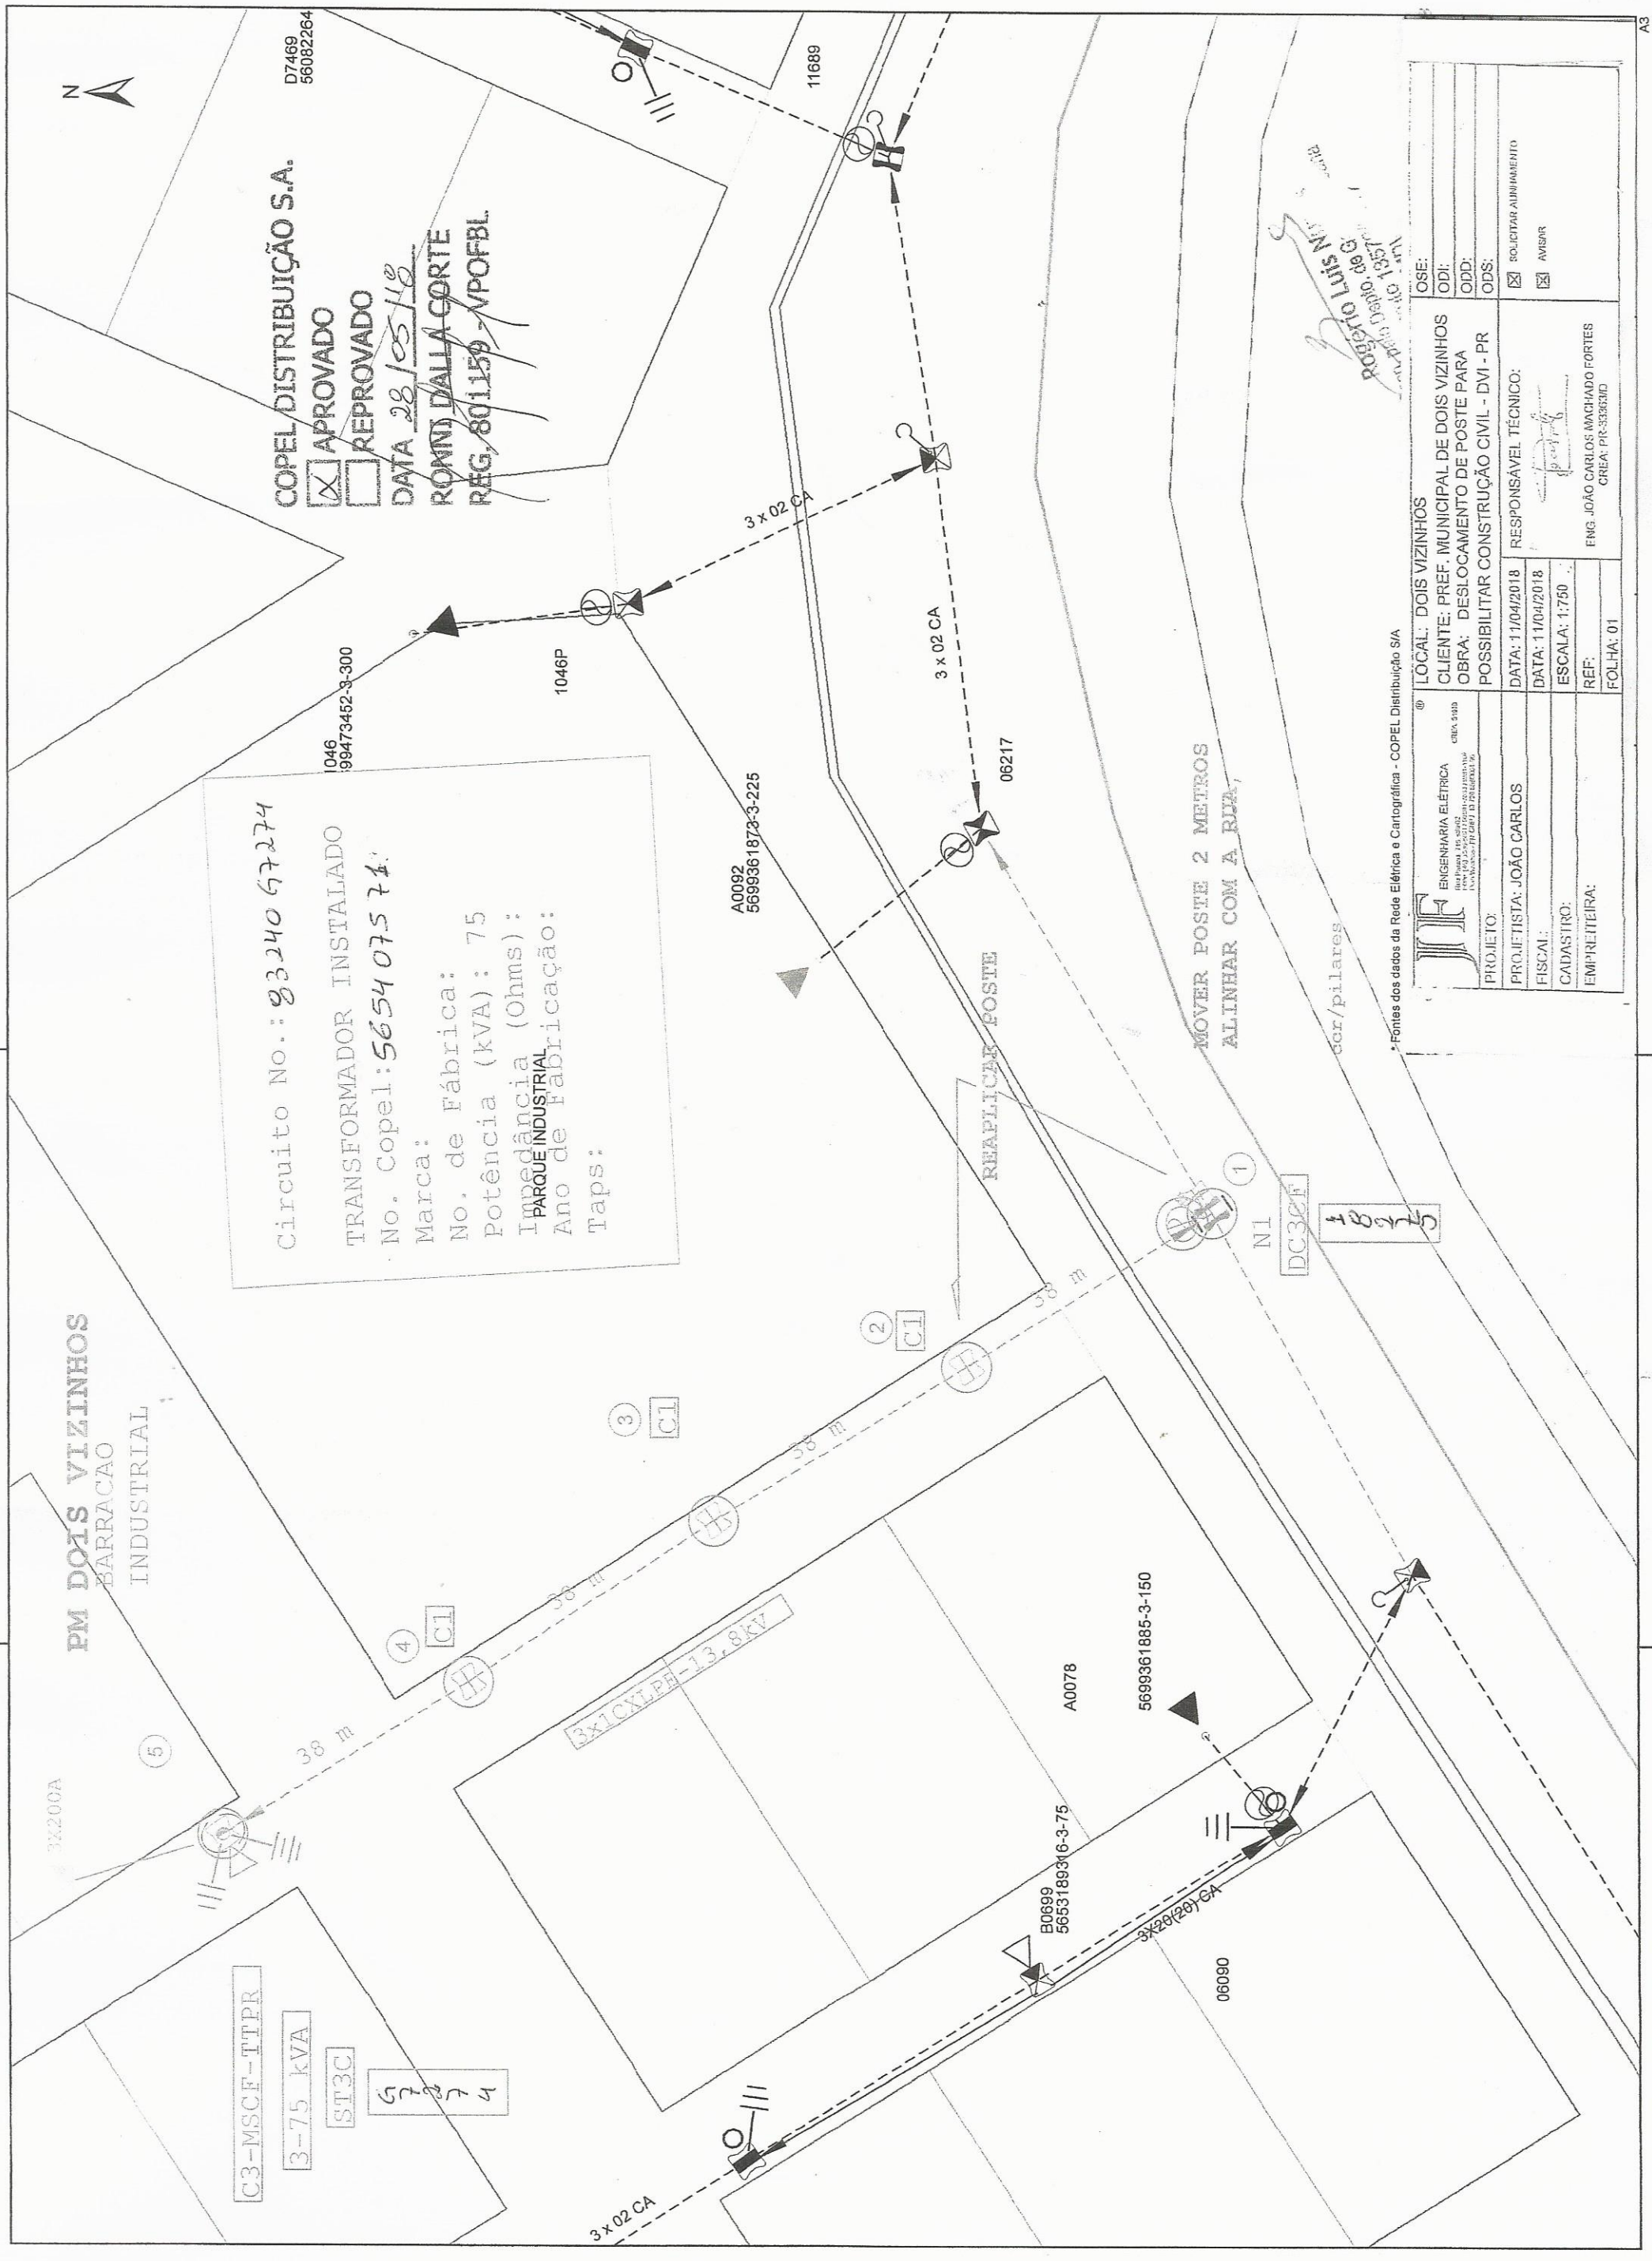 N
D7469
56082264
11689
COPEL DISTRIBUIÇÃO S.A.
X APROVADO
REPROVADO
DATA 28/05/18
RONNI DALLA CORTE
REG. 801159 - VPOFBL
3 x 02 CA
3 x 02 CA
1046P
1046
99473452-3-300
A0092
5699361873-3-225
06217
Circuito No.: 83240 G7274
TRANSFORMADOR INSTALADO
No. Copel: 5654 0757 1
Marca:
No. de Fábrica:
Potência (kVA): 75
Impedância (Ohms):
PARQUE INDUSTRIAL
Ano de Fabricação:
Taps:
PM DOIS VIZINHOS
BARRACAO
INDUSTRIAL
REAPLICAR POSTE
MOVER POSTE 2 METROS
ALINHAR COM A RUA,
ccr/pilares
1
N1
DC3CF
2
C1
3
C1
4
C1
5
38 m
38 m
38 m
38 m
3X200A
3x1CXLPE-13,8kV
C3-MSCF-TTPR
3-75 kVA
ST3C
A0078
5699361885-3-150
B0699
5653189316-3-75
3X20(20) CA
06090
3 x 02 CA
Rogério Luis
* Fontes dos dados da Rede Elétrica e Cartográfica - COPEL Distribuição S/A
JCF ®
ENGENHARIA ELÉTRICA
LOCAL: DOIS VIZINHOS
CLIENTE: PREF. MUNICIPAL DE DOIS VIZINHOS
OBRA: DESLOCAMENTO DE POSTE PARA
POSSIBILITAR CONSTRUÇÃO CIVIL - DVI - PR
OSE:
ODI:
ODD:
ODS:
PROJETO:
PROJETISTA: JOÃO CARLOS
FISCAL:
CADASTRO:
EMPREITEIRA:
DATA: 11/04/2018
DATA: 11/04/2018
ESCALA: 1:750
REF:
FOLHA: 01
RESPONSÁVEL TÉCNICO:
ENG. JOÃO CARLOS MACHADO FORTES
CREA: PR-33363/D
SOLICITAR ALINHAMENTO
AVISAR
A3